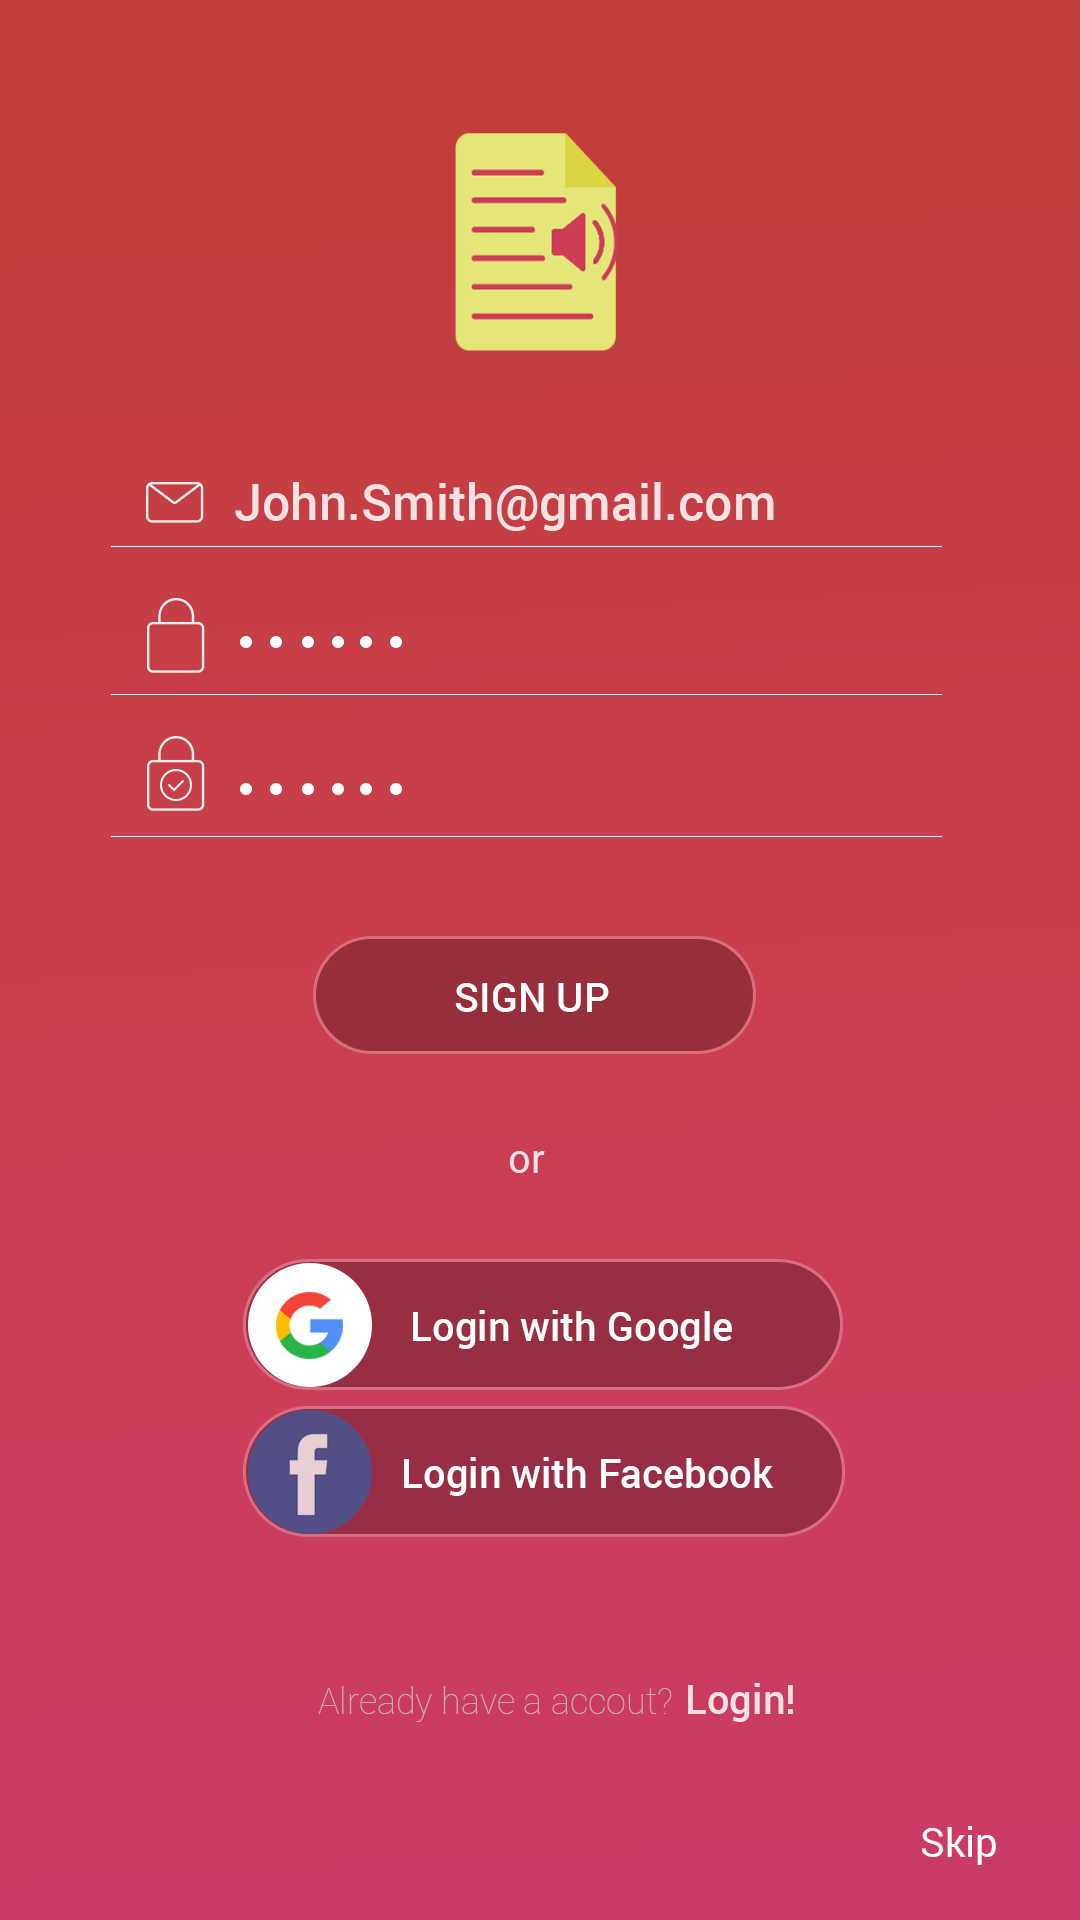 John.Smith@gmail.com
••••••
••••••
SIGN UP
or
Login with Google
Login with Facebook
Already have a accout? Login!
Skip